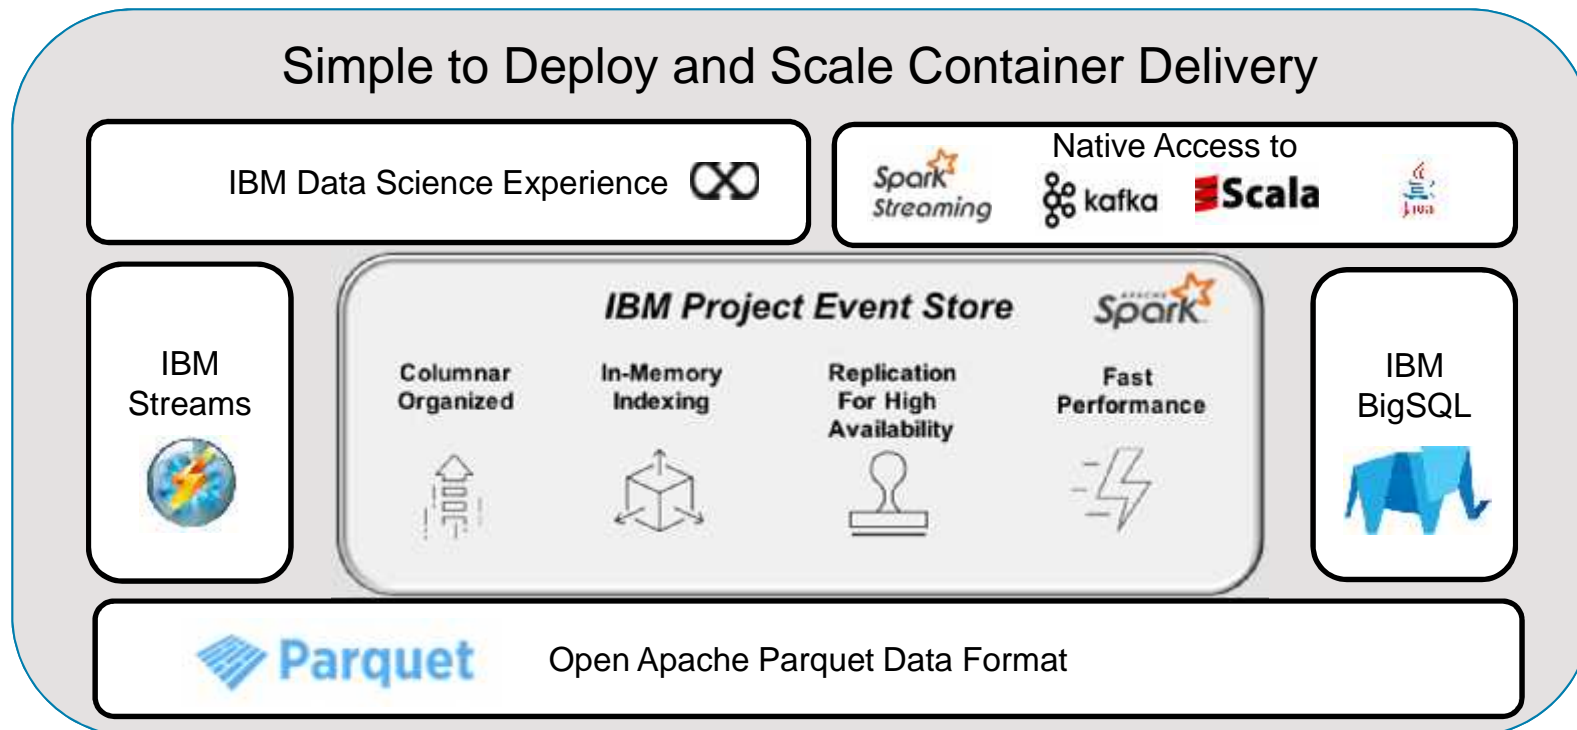 Simple to Deploy and Scale Container Delivery
IBM Data Science Experience
Native Access to
Spark
Streaming
kafka
Scala
Java
IBM
Streams
IBM Project Event Store
APACHE
Spark
Columnar
Organized
In-Memory
Indexing
Replication
For High
Availability
Fast
Performance
IBM
BigSQL
Parquet
Open Apache Parquet Data Format